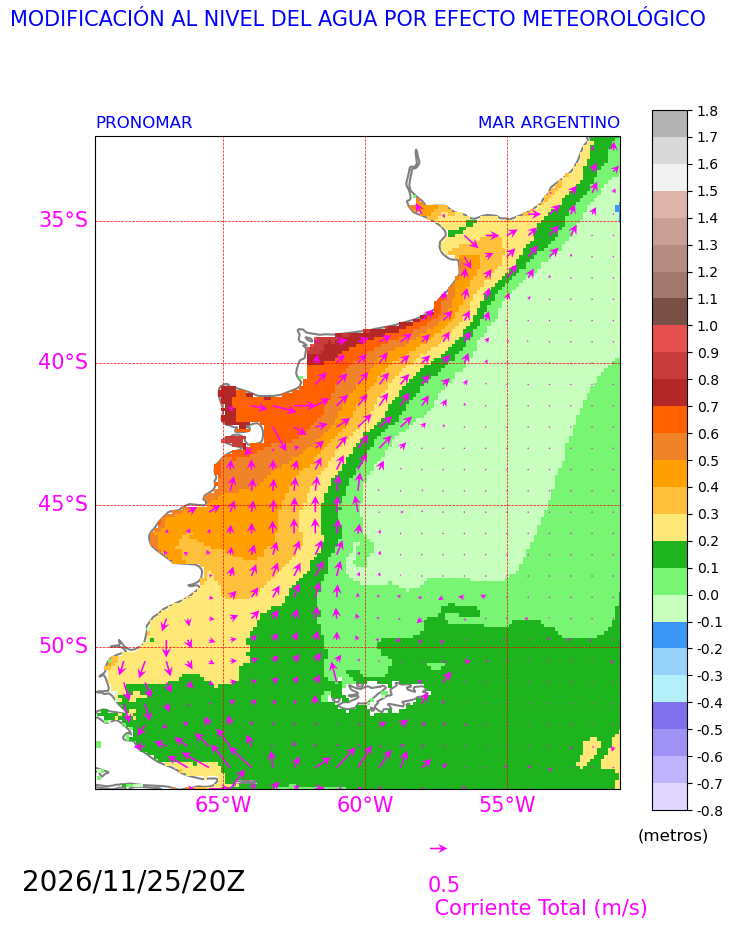 MODIFICACIÓN AL NIVEL DEL AGUA POR EFECTO METEOROLÓGICO
PRONOMAR
MAR ARGENTINO
35°S
40°S
45°S
50°S
65°W
60°W
55°W
1.8
1.7
1.6
1.5
1.4
1.3
1.2
1.1
1.0
0.9
0.8
0.7
0.6
0.5
0.4
0.3
0.2
0.1
0.0
-0.1
-0.2
-0.3
-0.4
-0.5
-0.6
-0.7
-0.8
(metros)
2026/11/25/20Z
0.5
Corriente Total (m/s)